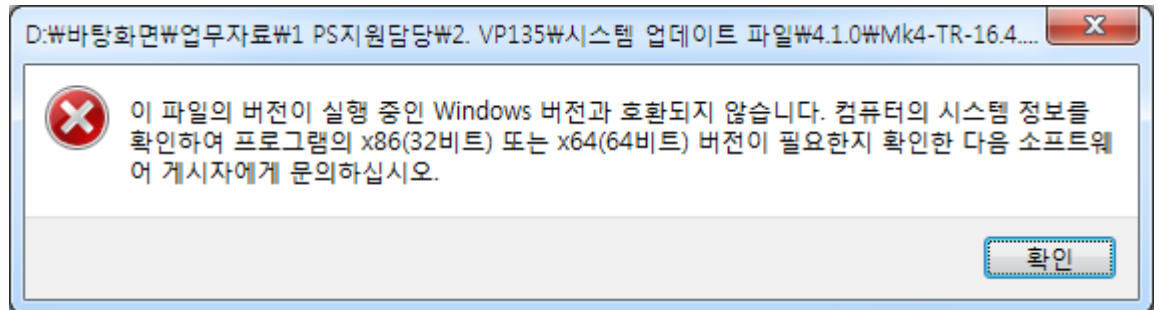 D:₩바탕화면₩업무자료₩1 PS지원담당₩2. VP135₩시스템 업데이트 파일₩4.1.0₩Mk4-TR-16.4....
이 파일의 버전이 실행 중인 Windows 버전과 호환되지 않습니다. 컴퓨터의 시스템 정보를
확인하여 프로그램의 x86(32비트) 또는 x64(64비트) 버전이 필요한지 확인한 다음 소프트웨
어 게시자에게 문의하십시오.
확인